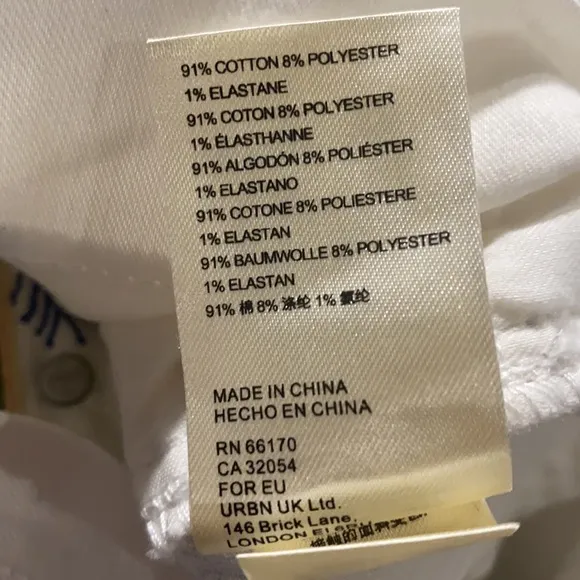 91% COTTON 8% POLYESTER
1% ELASTANE
91% COTON 8% POLYESTER
1% ÉLASTHANNE
91% ALGODÓN 8% POLIÉSTER
1% ELASTANO
91% COTONE 8% POLIESTERE
1% ELASTAN
91% BAUMWOLLE 8% POLYESTER
1% ELASTAN
91% 棉 8% 涤纶 1% 氨纶
MADE IN CHINA
HECHO EN CHINA
RN 66170
CA 32054
FOR EU
URBN UK Ltd.
146 Brick Lane,
LONDON